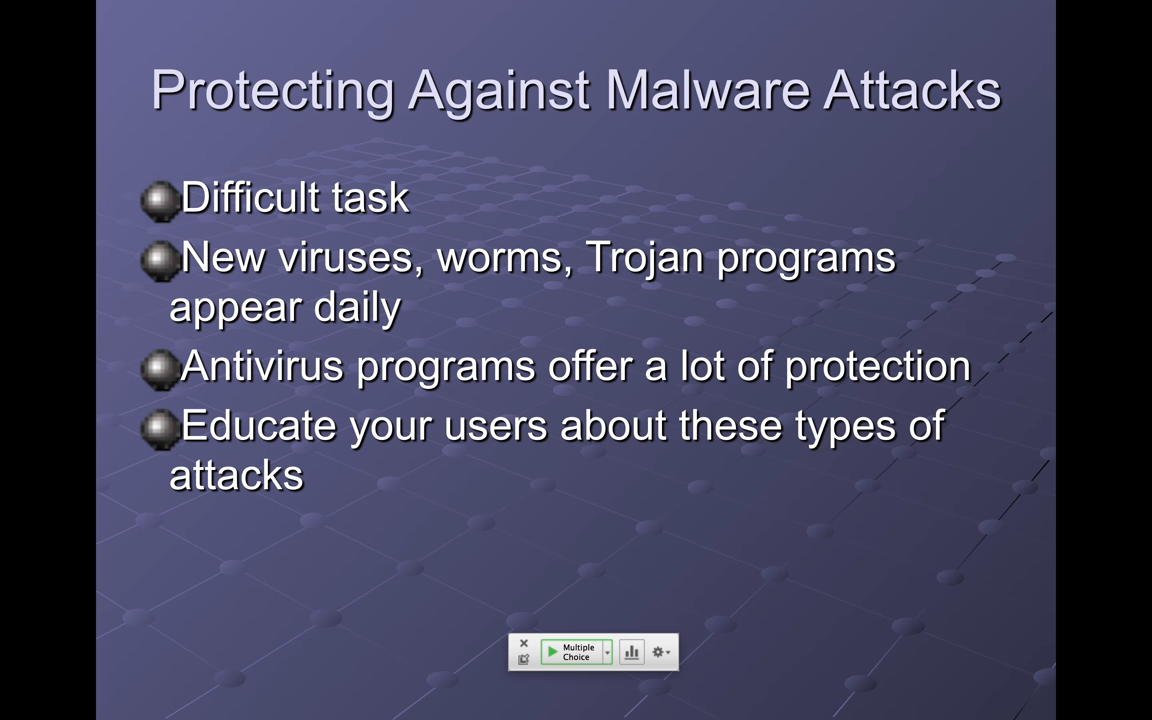 Protecting Against Malware Attacks
Difficult task
New viruses, worms, Trojan programs
appear daily
Antivirus programs offer a lot of protection
Educate your users about these types of
attacks
Multiple
Choice